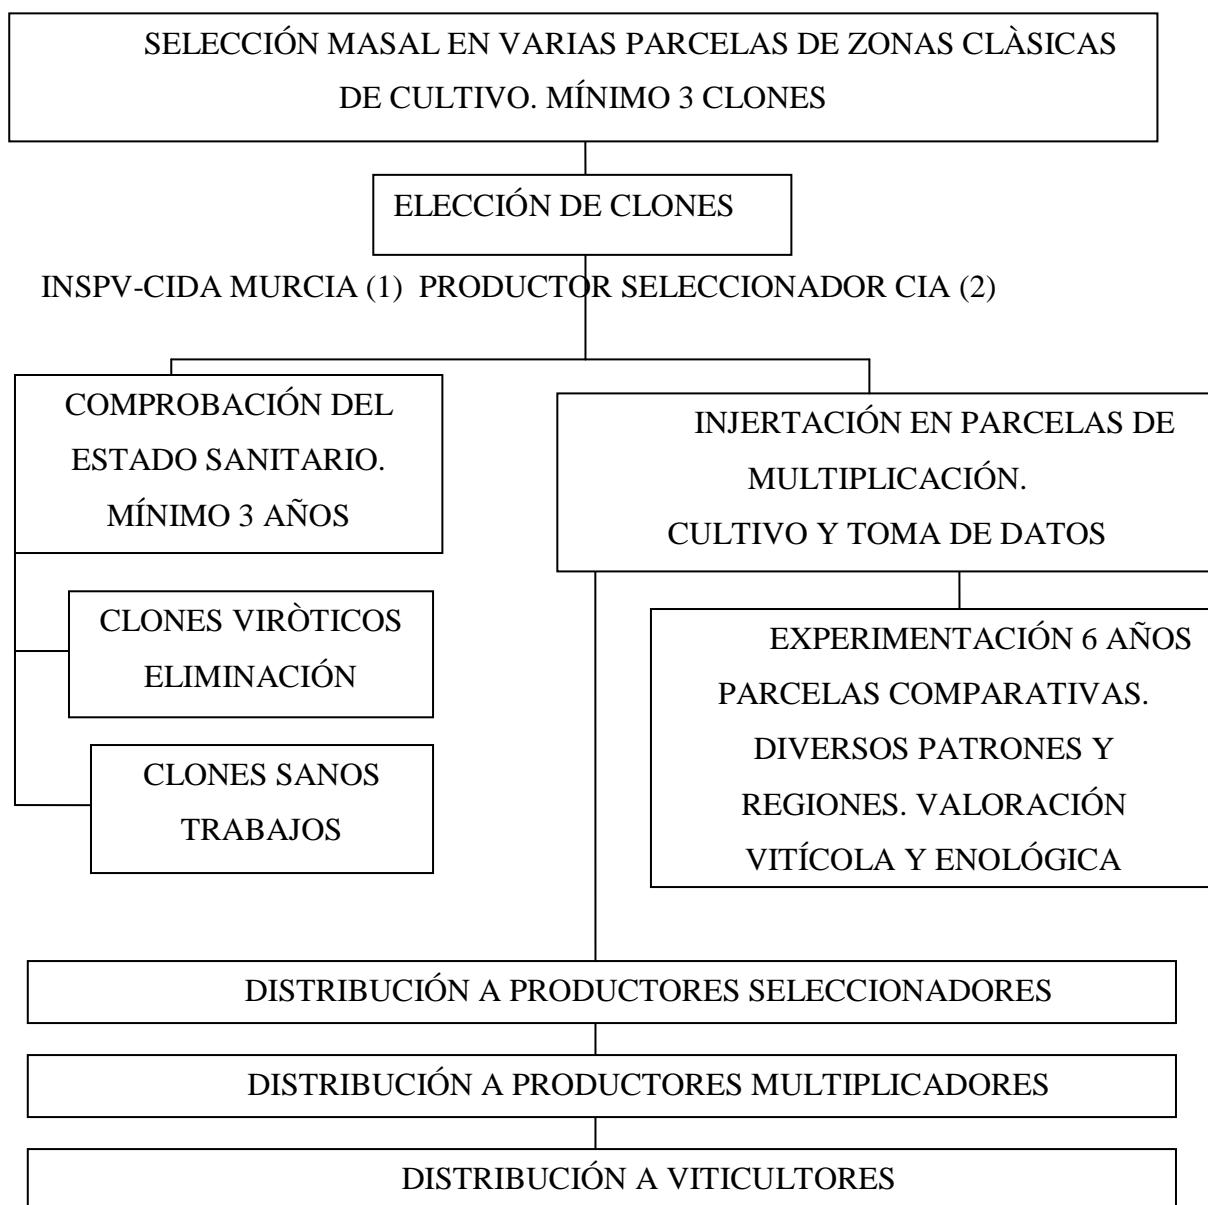 SELECCIÓN MASAL EN VARIAS PARCELAS DE ZONAS CLÀSICAS
DE CULTIVO. MÍNIMO 3 CLONES
ELECCIÓN DE CLONES
INSPV-CIDA MURCIA (1) PRODUCTOR SELECCIONADOR CIA (2)
COMPROBACIÓN DEL
ESTADO SANITARIO.
MÍNIMO 3 AÑOS
INJERTACIÓN EN PARCELAS DE
MULTIPLICACIÓN.
CULTIVO Y TOMA DE DATOS
CLONES VIRÒTICOS
ELIMINACIÓN
CLONES SANOS
TRABAJOS
EXPERIMENTACIÓN 6 AÑOS
PARCELAS COMPARATIVAS.
DIVERSOS PATRONES Y
REGIONES. VALORACIÓN
VITÍCOLA Y ENOLÓGICA
DISTRIBUCIÓN A PRODUCTORES SELECCIONADORES
DISTRIBUCIÓN A PRODUCTORES MULTIPLICADORES
DISTRIBUCIÓN A VITICULTORES